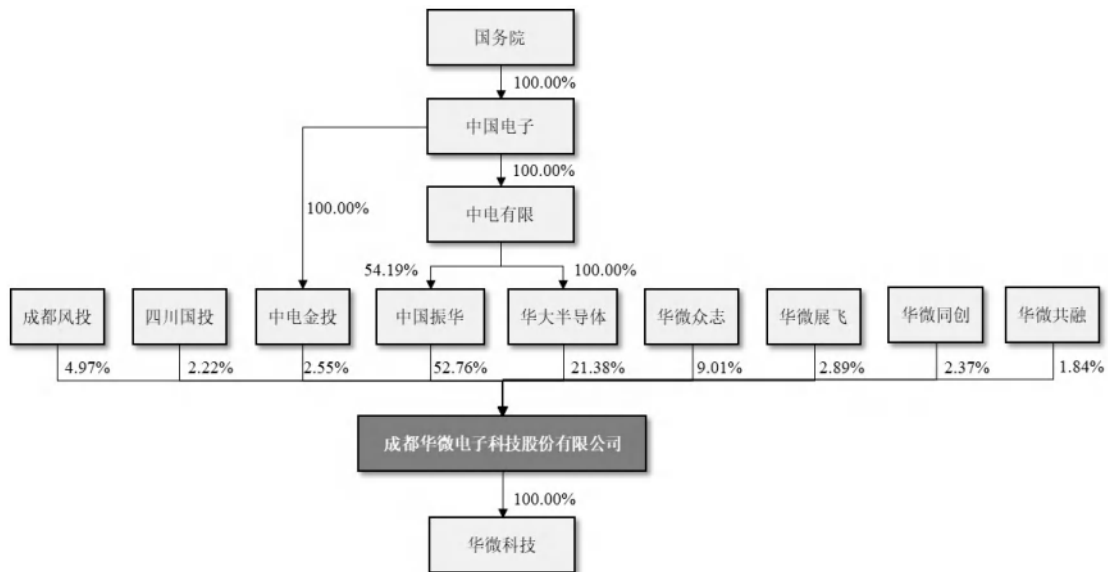 国务院
100.00%
中国电子
100.00%
100.00%
中电有限
54.19%
100.00%
成都风投
四川国投
中电金投
中国振华
华大半导体
华微众志
华微展飞
华微同创
华微共融
4.97%
2.22%
2.55%
52.76%
21.38%
9.01%
2.89%
2.37%
1.84%
成都华微电子科技股份有限公司
100.00%
华微科技